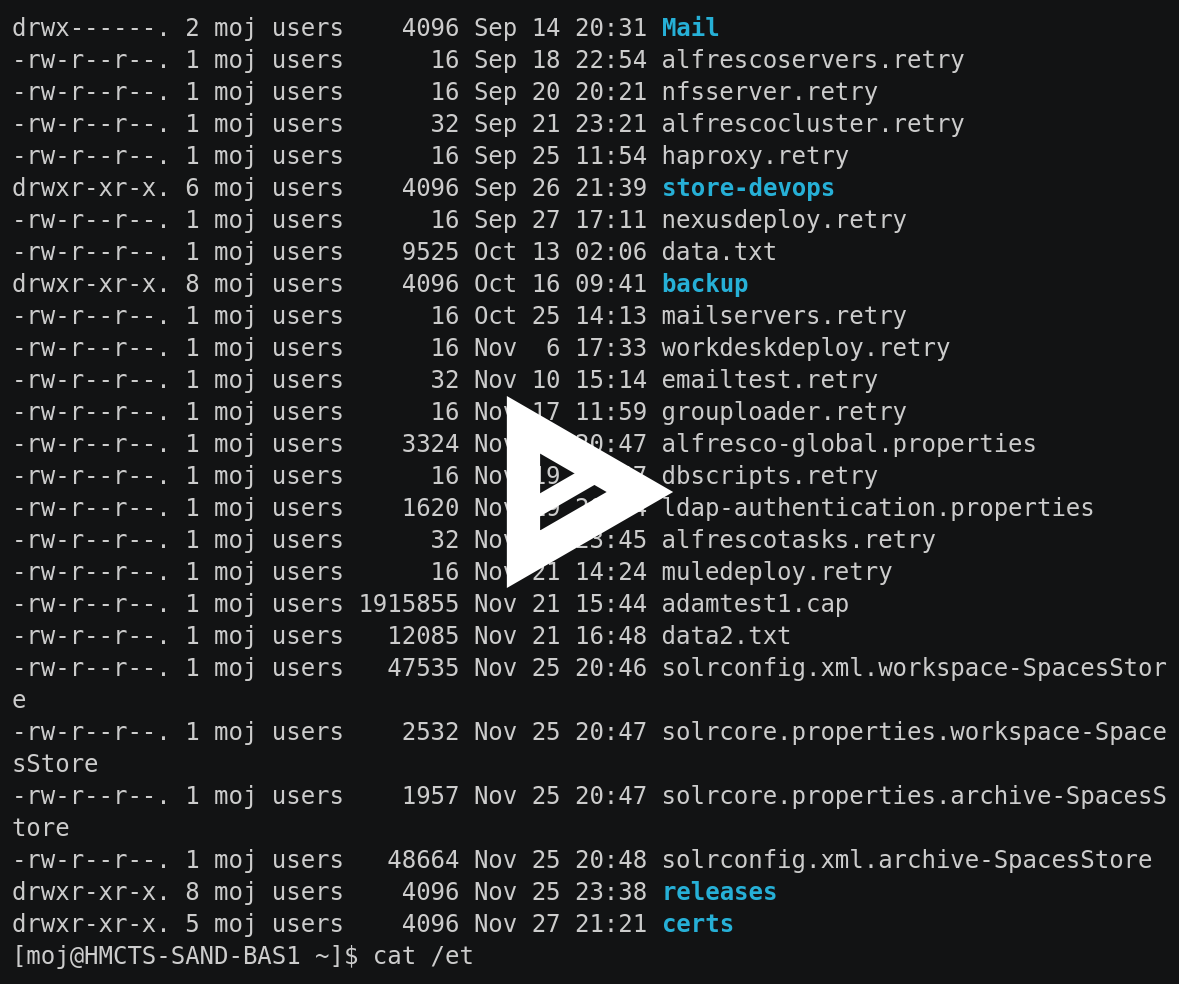 drwx------. 2 moj users    4096 Sep 14 20:31 Mail
-rw-r--r--. 1 moj users      16 Sep 18 22:54 alfrescoservers.retry
-rw-r--r--. 1 moj users      16 Sep 20 20:21 nfsserver.retry
-rw-r--r--. 1 moj users      32 Sep 21 23:21 alfrescocluster.retry
-rw-r--r--. 1 moj users      16 Sep 25 11:54 haproxy.retry
drwxr-xr-x. 6 moj users    4096 Sep 26 21:39 store-devops
-rw-r--r--. 1 moj users      16 Sep 27 17:11 nexusdeploy.retry
-rw-r--r--. 1 moj users    9525 Oct 13 02:06 data.txt
drwxr-xr-x. 8 moj users    4096 Oct 16 09:41 backup
-rw-r--r--. 1 moj users      16 Oct 25 14:13 mailservers.retry
-rw-r--r--. 1 moj users      16 Nov  6 17:33 workdeskdeploy.retry
-rw-r--r--. 1 moj users      32 Nov 10 15:14 emailtest.retry
-rw-r--r--. 1 moj users      16 Nov 17 11:59 grouploader.retry
-rw-r--r--. 1 moj users    3324 Nov alfresco-global.properties
-rw-r--r--. 1 moj users      16 Nov 19 dbscripts.retry
-rw-r--r--. 1 moj users    1620 Nov ldap-authentication.properties
-rw-r--r--. 1 moj users      32 Nov 23:45 alfrescotasks.retry
-rw-r--r--. 1 moj users      16 Nov 21 14:24 muledeploy.retry
-rw-r--r--. 1 moj users 1915855 Nov 21 15:44 adamtest1.cap
-rw-r--r--. 1 moj users   12085 Nov 21 16:48 data2.txt
-rw-r--r--. 1 moj users   47535 Nov 25 20:46 solrconfig.xml.workspace-SpacesStor
e
-rw-r--r--. 1 moj users    2532 Nov 25 20:47 solrcore.properties.workspace-Space
sStore
-rw-r--r--. 1 moj users    1957 Nov 25 20:47 solrcore.properties.archive-SpacesS
tore
-rw-r--r--. 1 moj users   48664 Nov 25 20:48 solrconfig.xml.archive-SpacesStore
drwxr-xr-x. 8 moj users    4096 Nov 25 23:38 releases
drwxr-xr-x. 5 moj users    4096 Nov 27 21:21 certs
[moj@HMCTS-SAND-BAS1 ~]$ cat /et